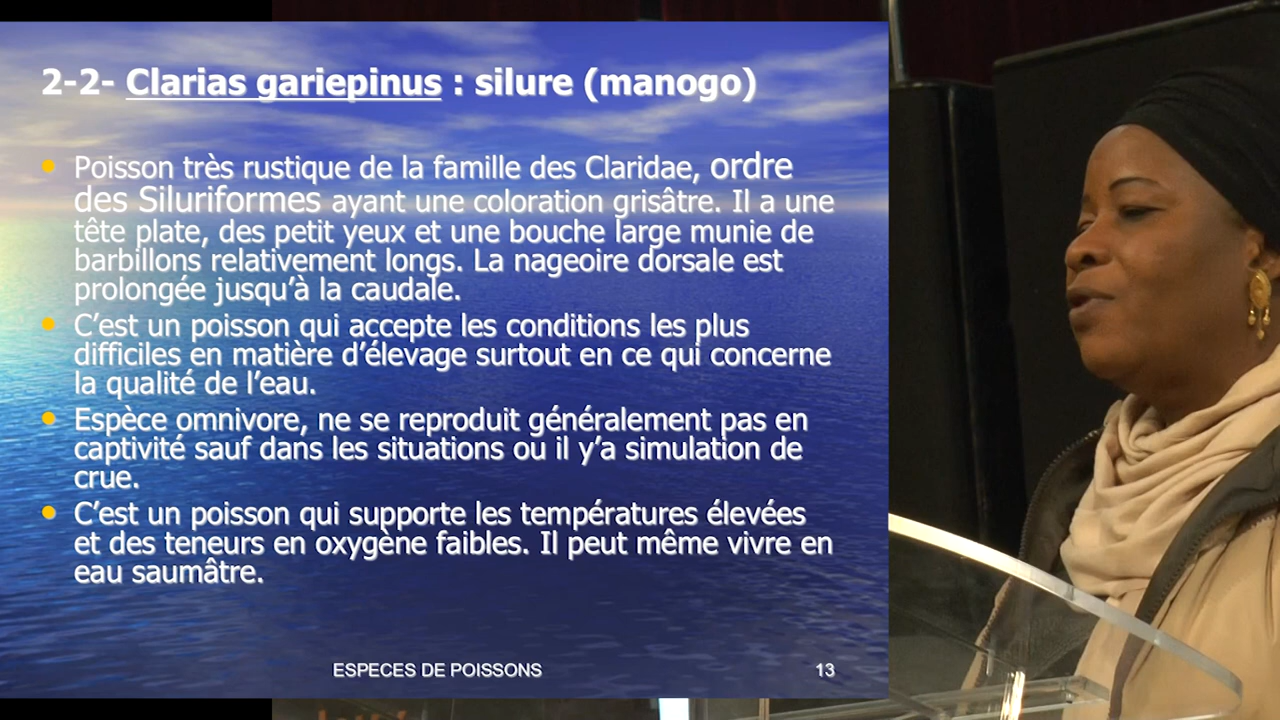 2-2- Clarias gariepinus : silure (manogo)
Poisson très rustique de la famille des Claridae, ordre
des Siluriformes ayant une coloration grisâtre. Il a une
tête plate, des petit yeux et une bouche large munie de
barbillons relativement longs. La nageoire dorsale est
prolongée jusqu’à la caudale.
C’est un poisson qui accepte les conditions les plus
difficiles en matière d’élevage surtout en ce qui concerne
la qualité de l’eau.
Espèce omnivore, ne se reproduit généralement pas en
captivité sauf dans les situations ou il y’a simulation de
crue.
C’est un poisson qui supporte les températures élevées
et des teneurs en oxygène faibles. Il peut même vivre en
eau saumâtre.
ESPECES DE POISSONS 13